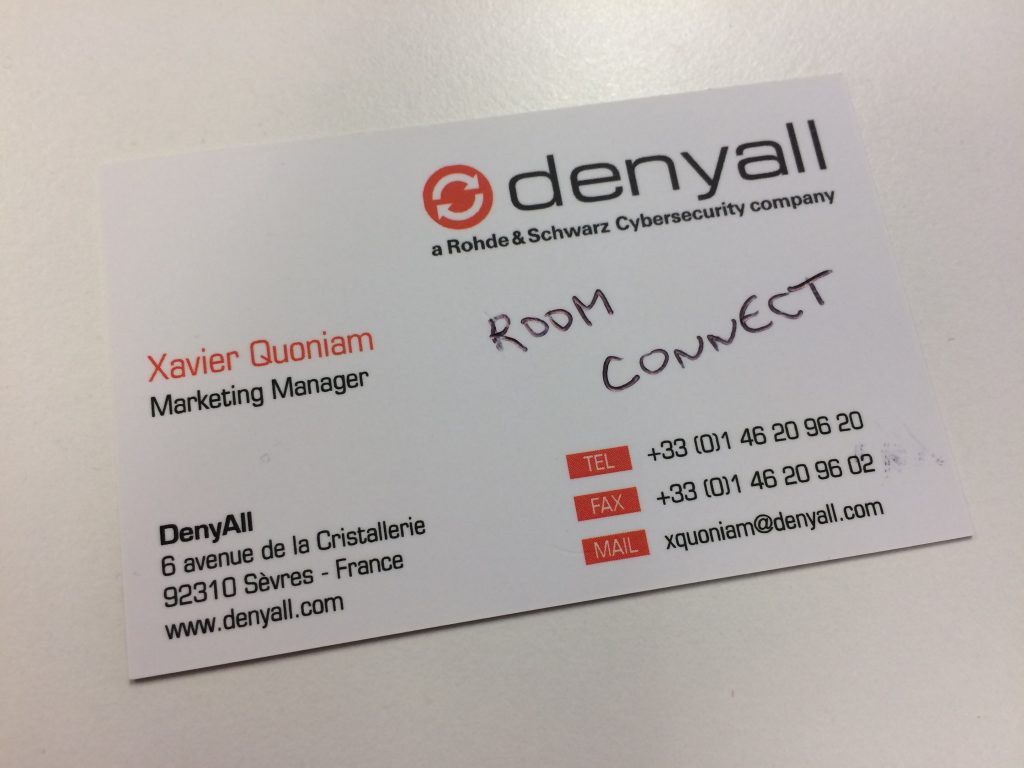 denyall
a Rohde & Schwarz Cybersecurity company
ROOM
CONNECT
Xavier Quoniam
Marketing Manager
TEL +33 (0)1 46 20 96 20
FAX +33 (0)1 46 20 96 02
MAIL xquoniam@denyall.com
DenyAll
6 avenue de la Cristallerie
92310 Sèvres - France
www.denyall.com